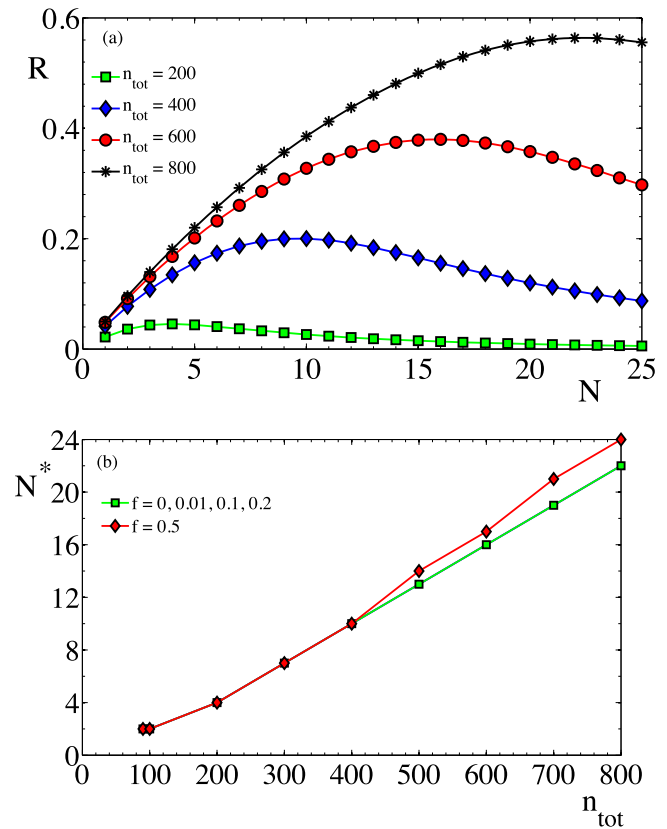 0.6
(a)
R
n_tot = 200
n_tot = 400
n_tot = 600
n_tot = 800
0.4
0.2
0
0 5 10 15 20 25
N
24
(b)
N*
f = 0, 0.01, 0.1, 0.2
f = 0.5
20
16
12
8
4
0
0 100 200 300 400 500 600 700 800
n_tot